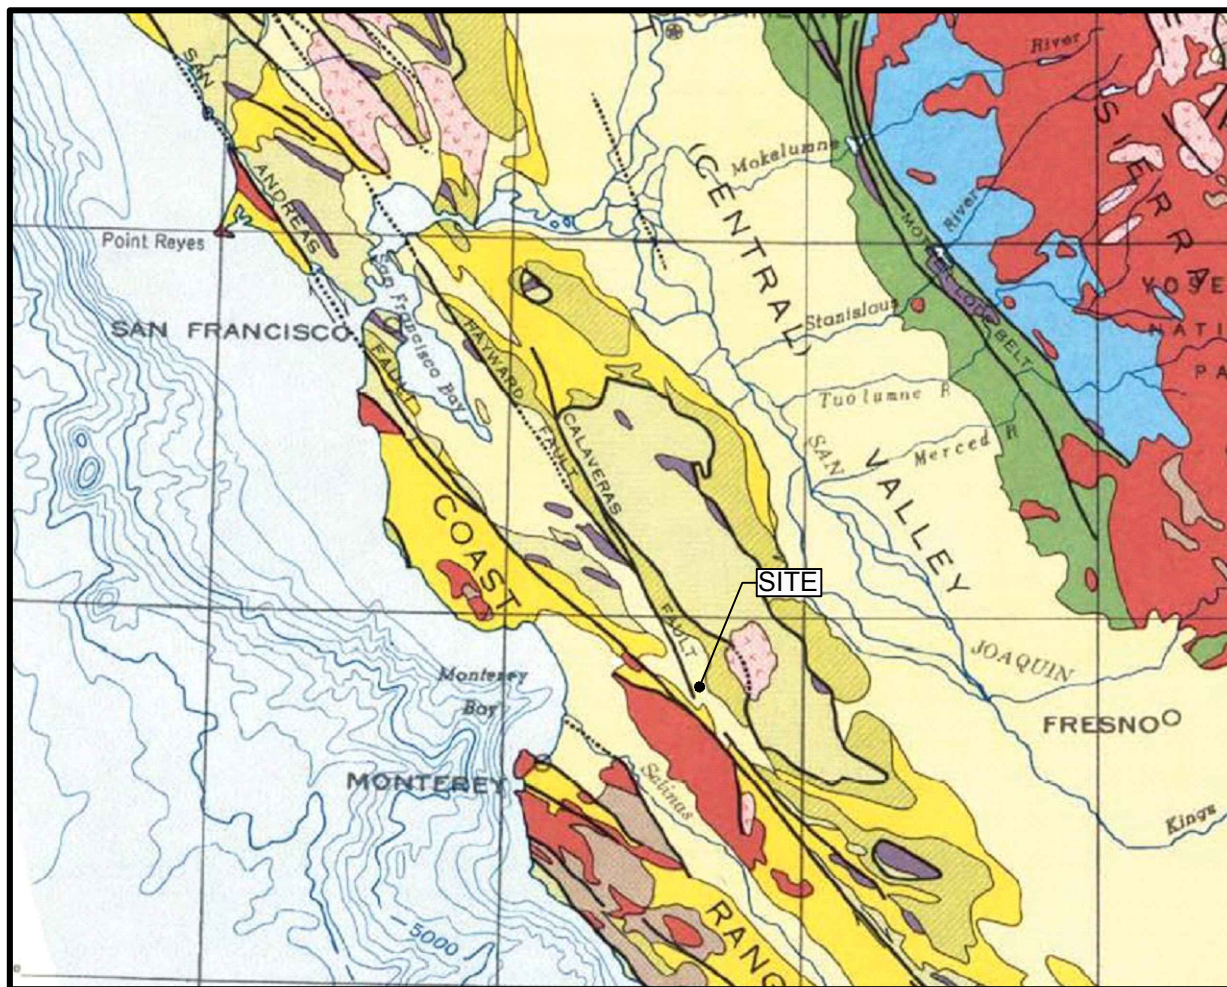 SAN
ANDREAS
FAULT
Point Reyes
SAN FRANCISCO
San Francisco Bay
HAYWARD
FAULT
CALAVERAS
FAULT
(CENTRAL)
VALLEY
Mokelumne
River
River
SIERRA
MOTHER LODE BELT
Stanislaus
Tuolumne R
Merced R
SAN
JOAQUIN
COAST
RANG
SITE
Monterey
Bay
MONTEREY
Salinas
FRESNO
Kings
YOSE
NATI
PA
5000